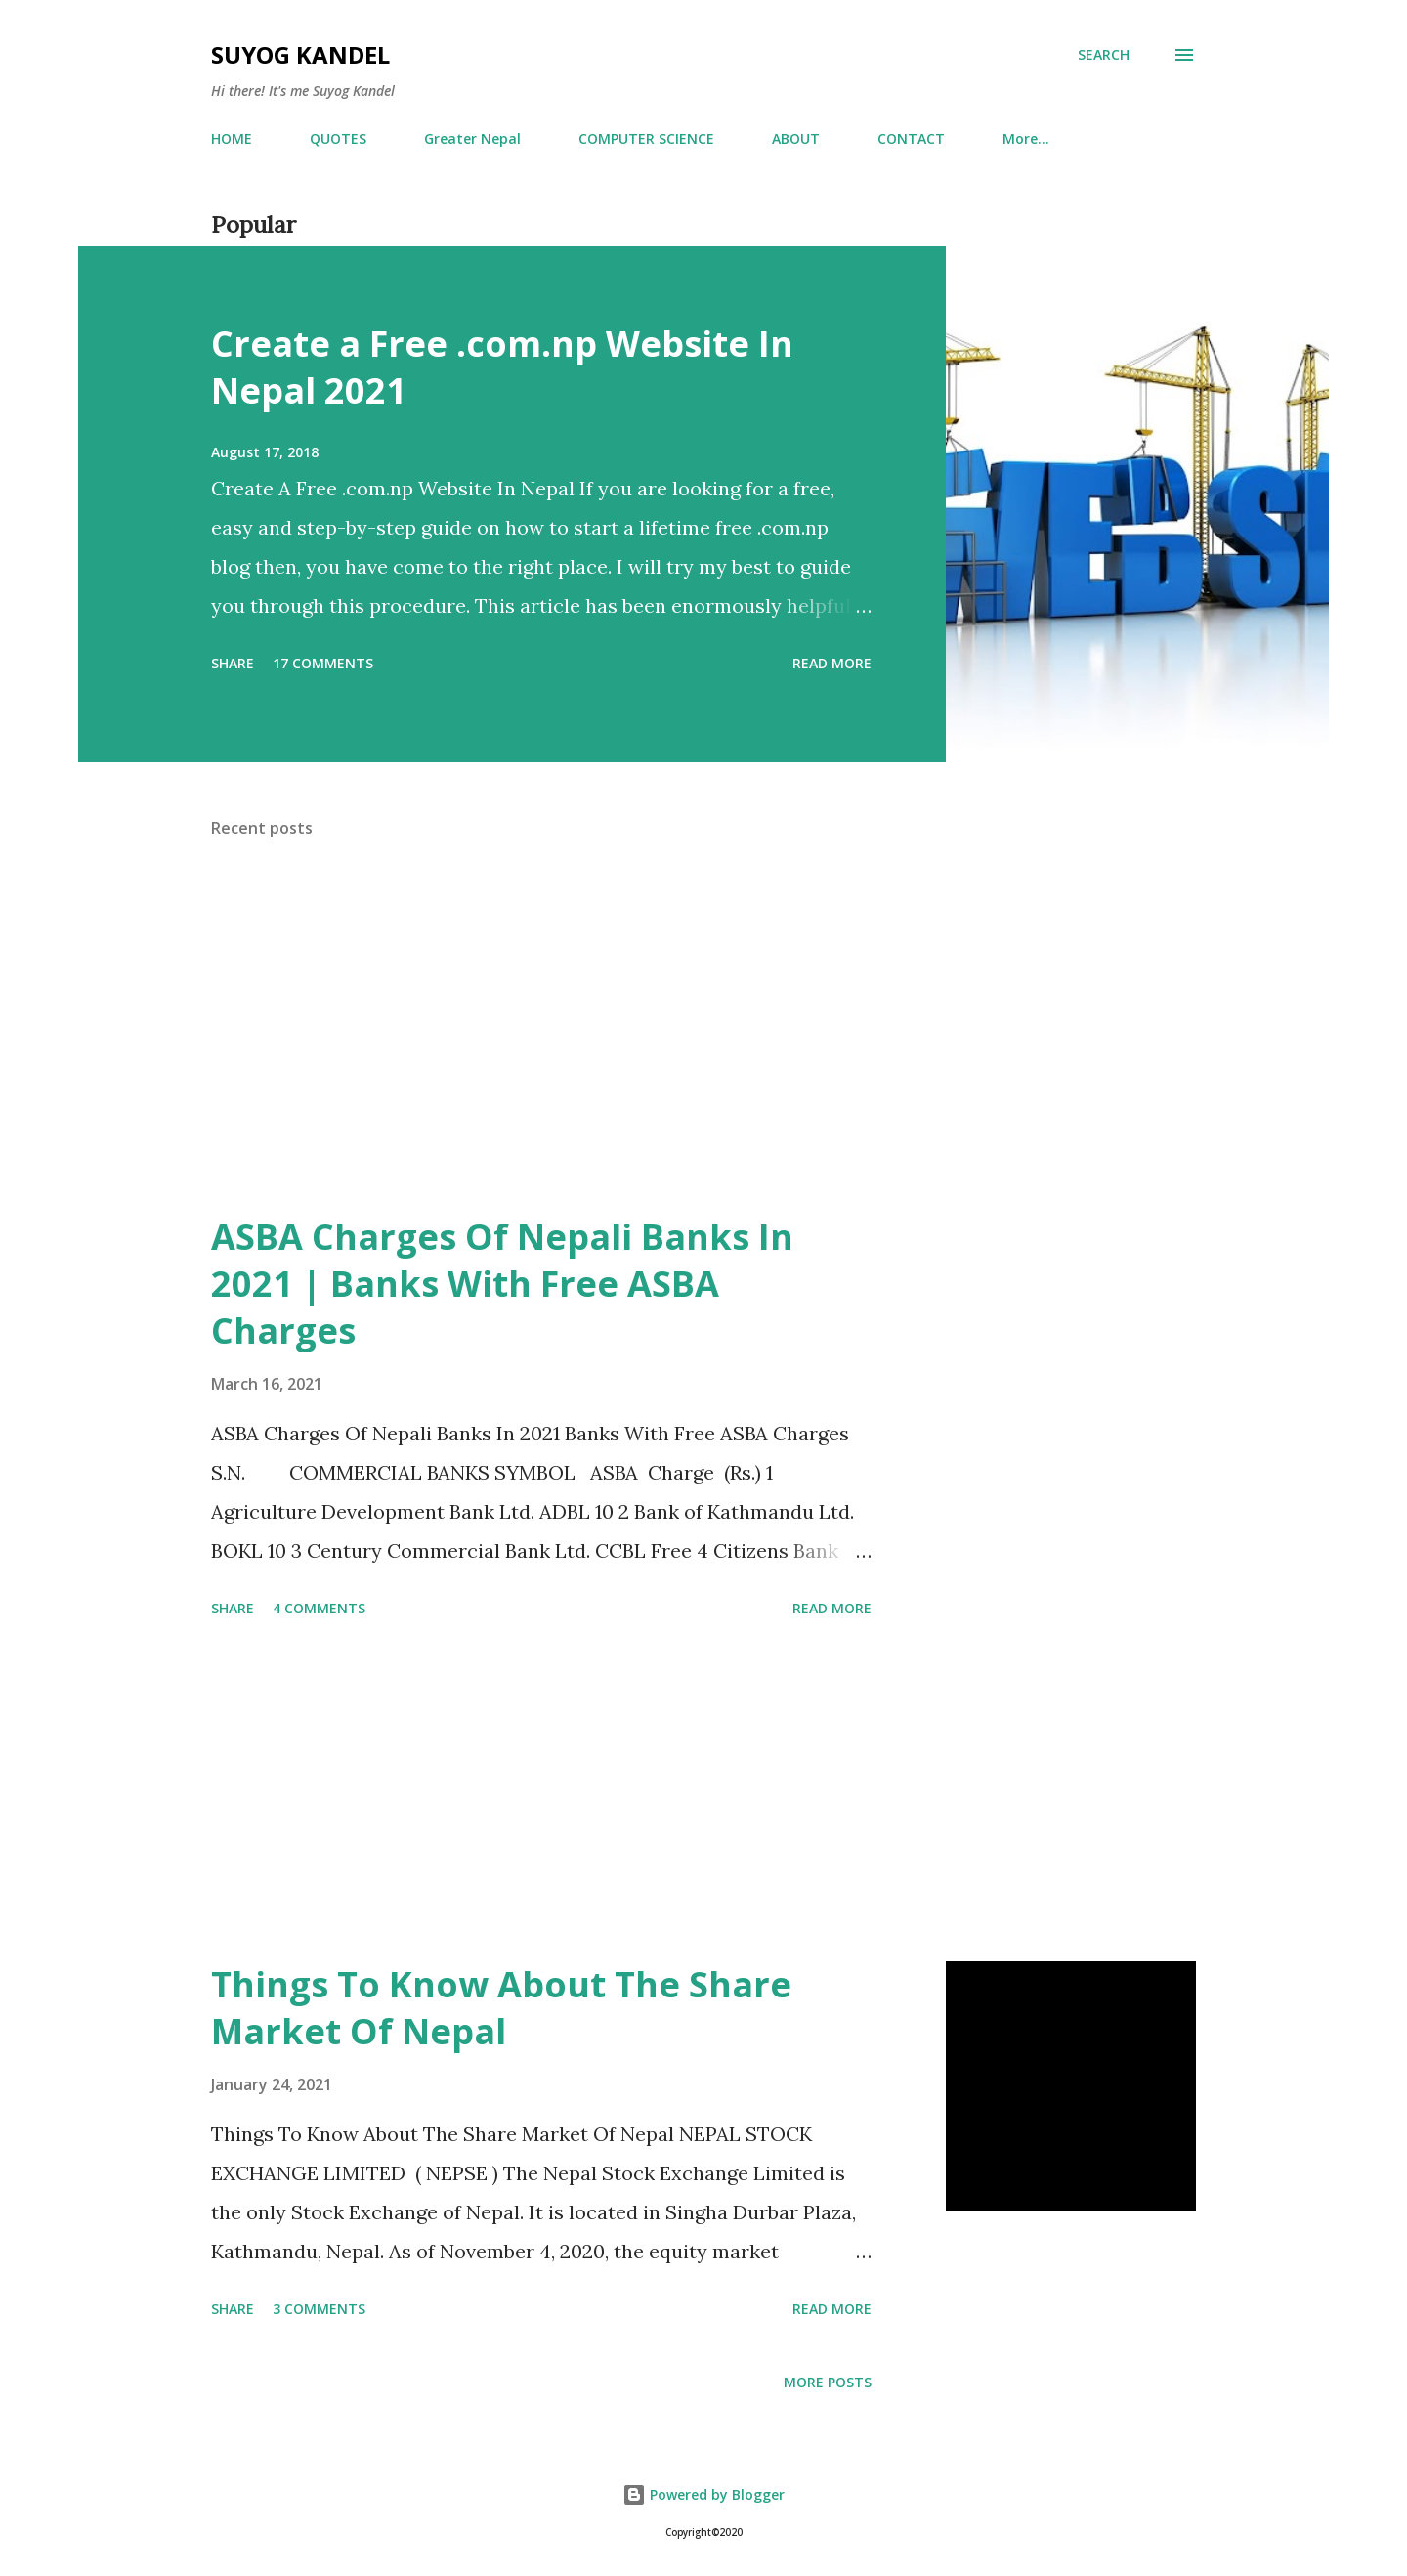 SUYOG KANDEL
SEARCH
Hi there! It's me Suyog Kandel
HOME QUOTES Greater Nepal COMPUTER SCIENCE ABOUT CONTACT More…
Popular
Create a Free .com.np Website In
Nepal 2021
August 17, 2018
Create A Free .com.np Website In Nepal If you are looking for a free,
easy and step-by-step guide on how to start a lifetime free .com.np
blog then, you have come to the right place. I will try my best to guide
you through this procedure. This article has been enormously helpful …
SHARE 17 COMMENTS READ MORE
Recent posts
ASBA Charges Of Nepali Banks In
2021 | Banks With Free ASBA
Charges
March 16, 2021
ASBA Charges Of Nepali Banks In 2021 Banks With Free ASBA Charges
S.N. COMMERCIAL BANKS SYMBOL ASBA Charge (Rs.) 1
Agriculture Development Bank Ltd. ADBL 10 2 Bank of Kathmandu Ltd.
BOKL 10 3 Century Commercial Bank Ltd. CCBL Free 4 Citizens Bank …
SHARE 4 COMMENTS READ MORE
Things To Know About The Share
Market Of Nepal
January 24, 2021
Things To Know About The Share Market Of Nepal NEPAL STOCK
EXCHANGE LIMITED ( NEPSE ) The Nepal Stock Exchange Limited is
the only Stock Exchange of Nepal. It is located in Singha Durbar Plaza,
Kathmandu, Nepal. As of November 4, 2020, the equity market …
SHARE 3 COMMENTS READ MORE
MORE POSTS
Powered by Blogger
Copyright©2020